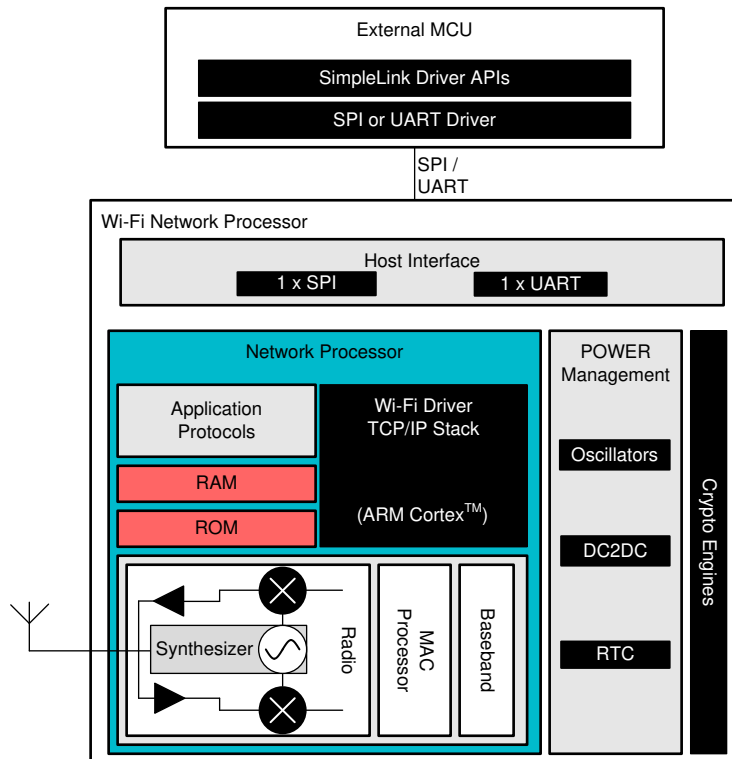 External MCU
SimpleLink Driver APIs
SPI or UART Driver
SPI /
UART
Wi-Fi Network Processor
Host Interface
1 x SPI
1 x UART
Network Processor
Application
Protocols
Wi-Fi Driver
TCP/IP Stack
(ARM Cortex™)
RAM
ROM
Synthesizer
Radio
MAC
Processor
Baseband
POWER
Management
Oscillators
DC2DC
RTC
Crypto Engines